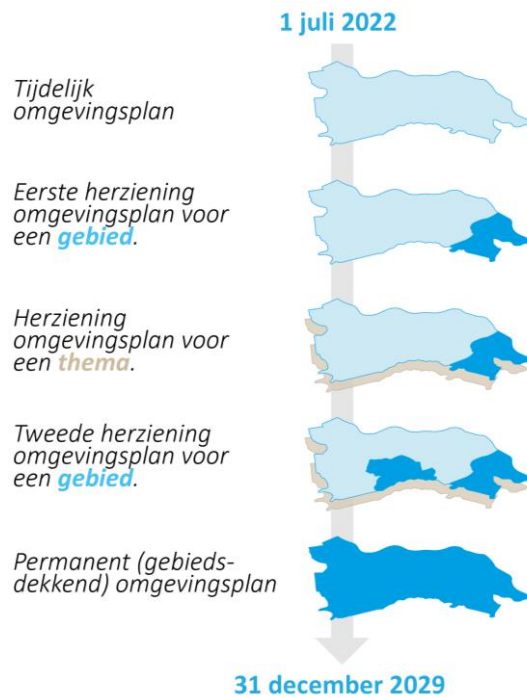 1 juli 2022
Tijdelijk
omgevingsplan
Eerste herziening
omgevingsplan voor
een gebied.
Herziening
omgevingsplan voor
een thema.
Tweede herziening
omgevingsplan voor
een gebied.
Permanent (gebieds-
dekkend) omgevingsplan
31 december 2029